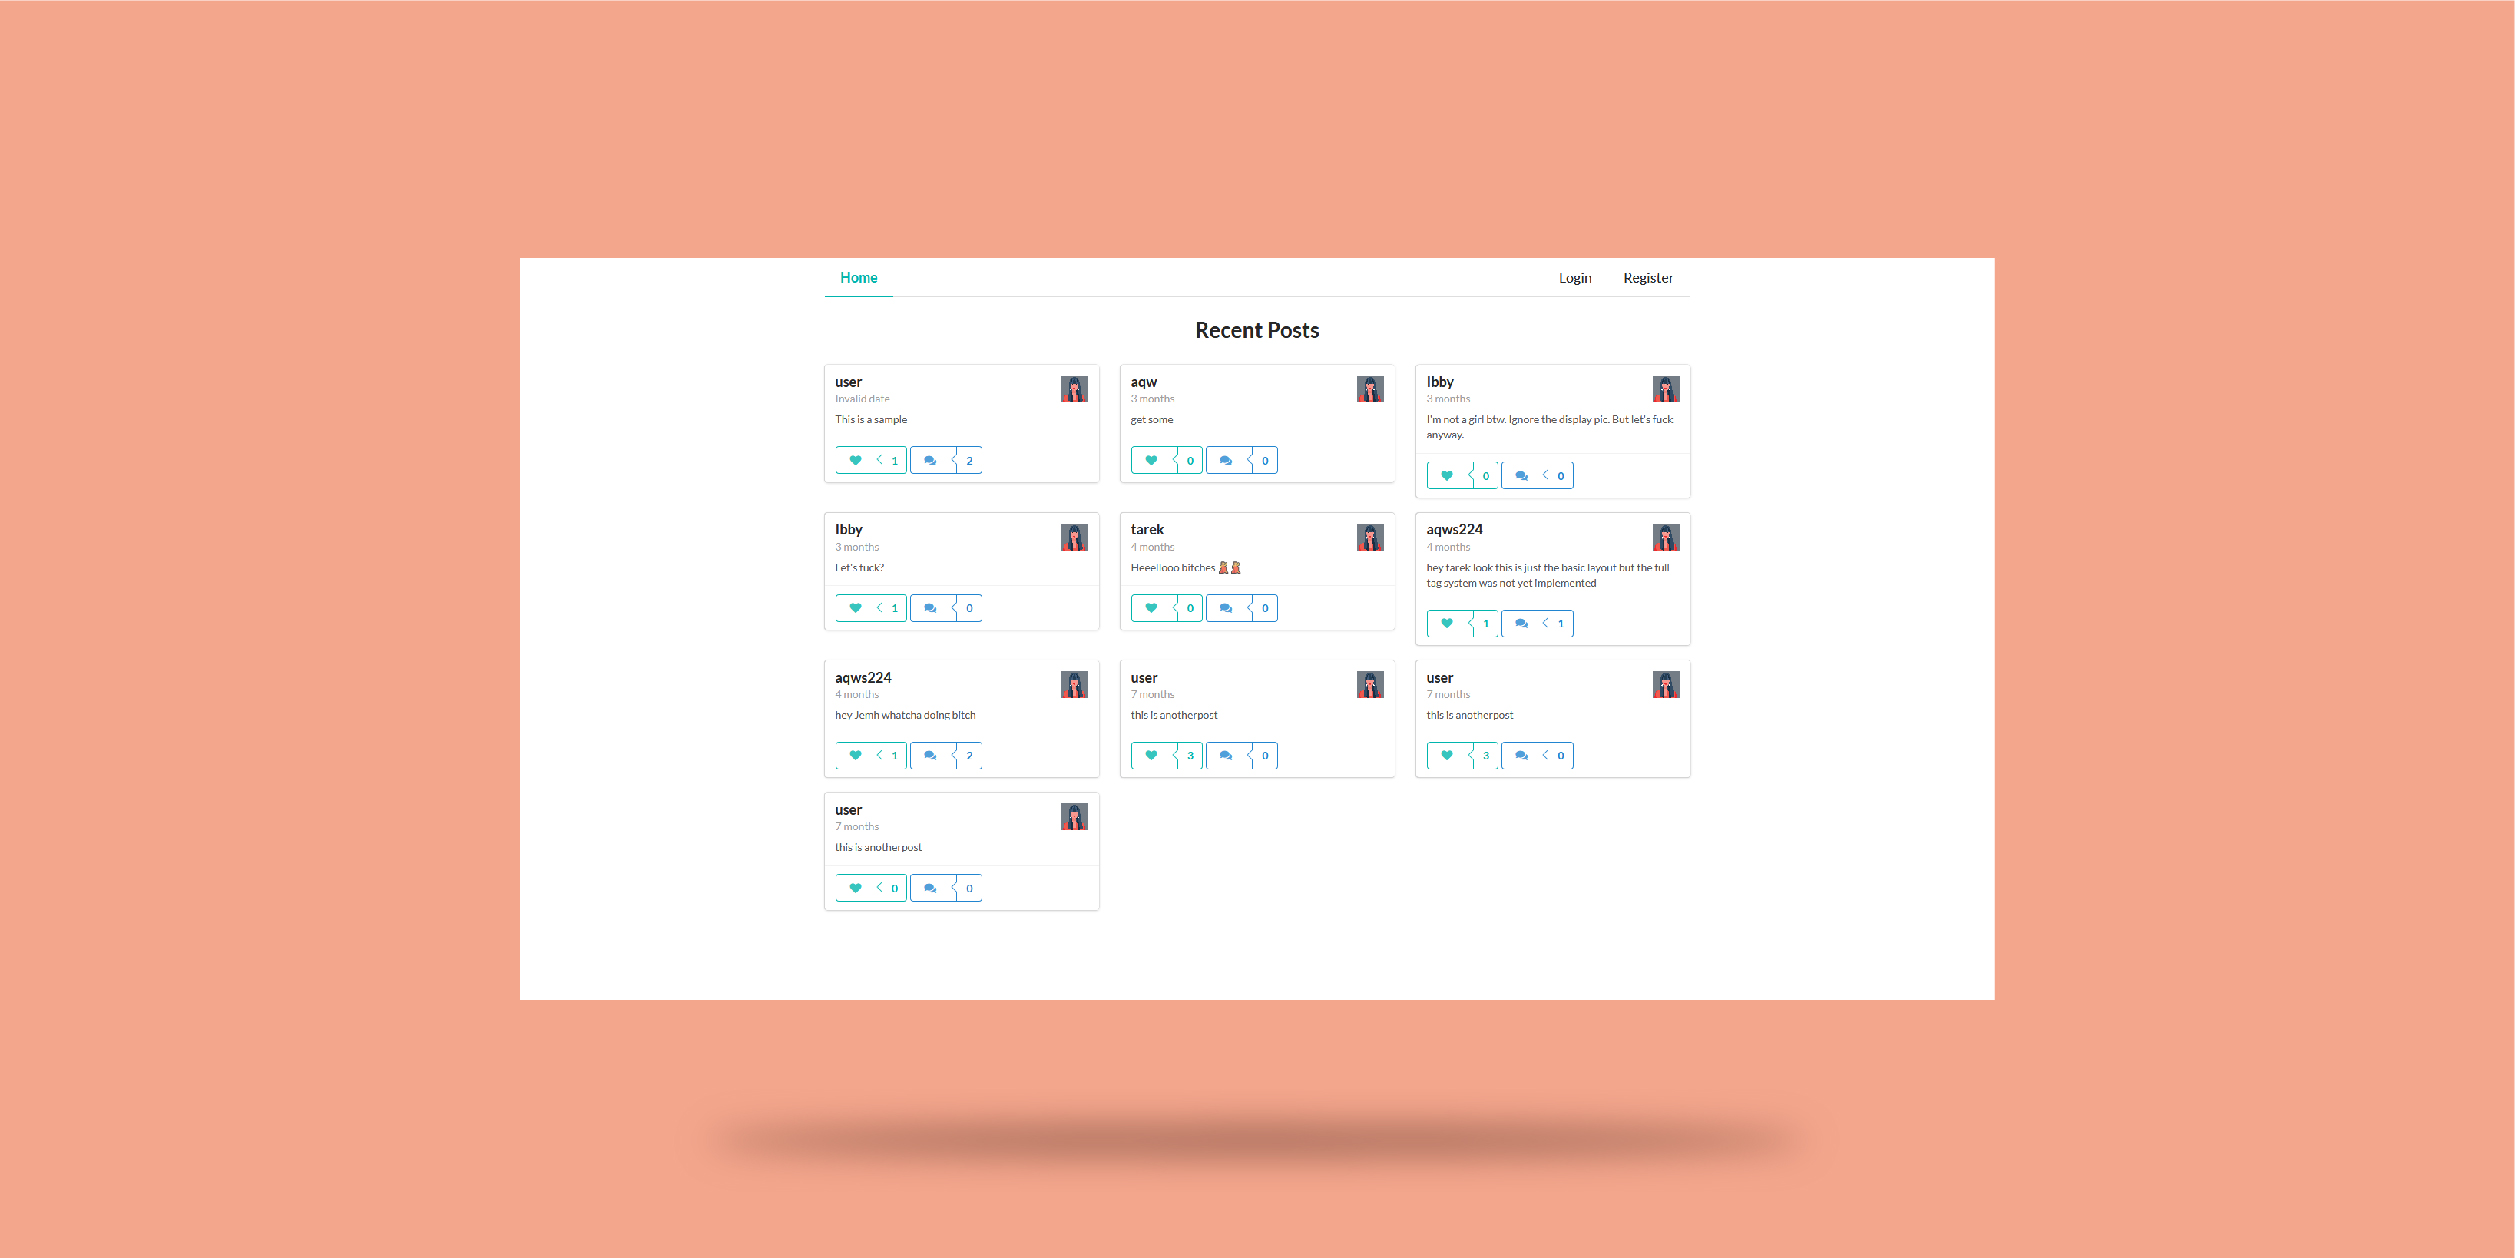 Home
Login
Register
Recent Posts
user
Invalid date
This is a sample
1
2
aqw
3 months
get some
0
0
Ibby
3 months
I'm not a girl btw. Ignore the display pic. But let's fuck
anyway.
0
0
Ibby
3 months
Let's fuck?
1
0
tarek
4 months
Heeellooo bitches
0
0
aqws224
4 months
hey tarek look this is just the basic layout but the full
tag system was not yet implemented
1
1
aqws224
4 months
hey Jemh whatcha doing bitch
1
2
user
7 months
this is anotherpost
3
0
user
7 months
this is anotherpost
3
0
user
7 months
this is anotherpost
0
0